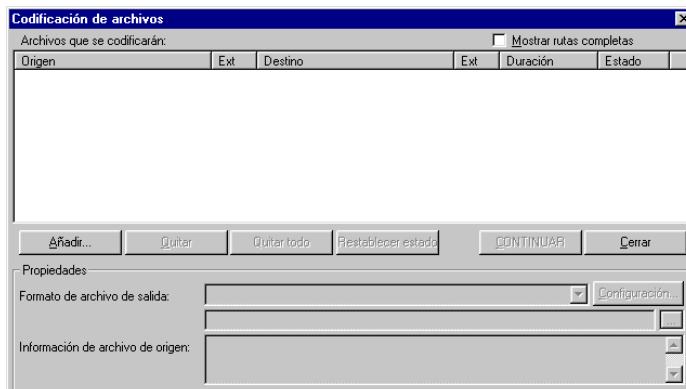 Codificación de archivos
Archivos que se codificarán:
Mostrar rutas completas
Origen Ext Destino Ext Duración Estado
Añadir... Quitar Quitar todo Restablecer estado CONTINUAR Cerrar
Propiedades
Formato de archivo de salida:
Configuración...
...
Información de archivo de origen: